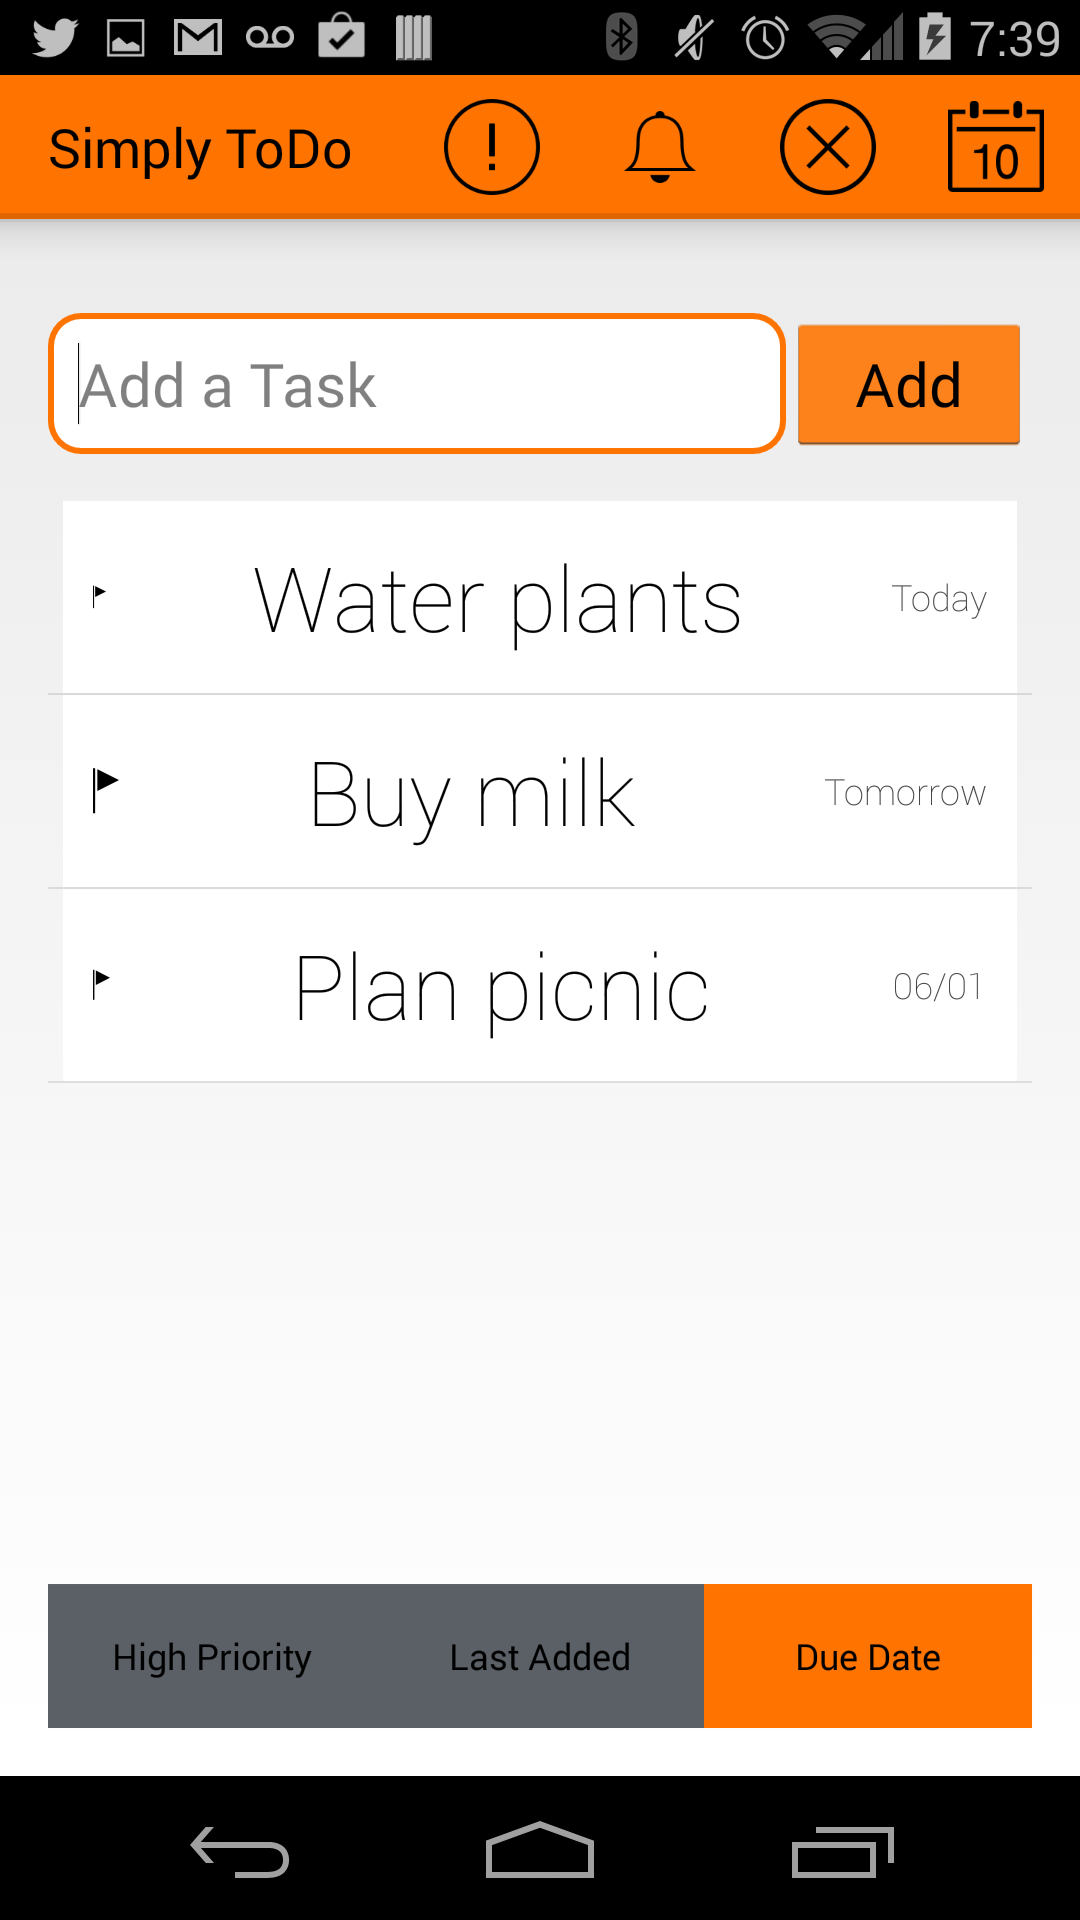 7:39
Simply ToDo
!
10
Add a Task
Add
Water plants
Today
Buy milk
Tomorrow
Plan picnic
06/01
High Priority
Last Added
Due Date